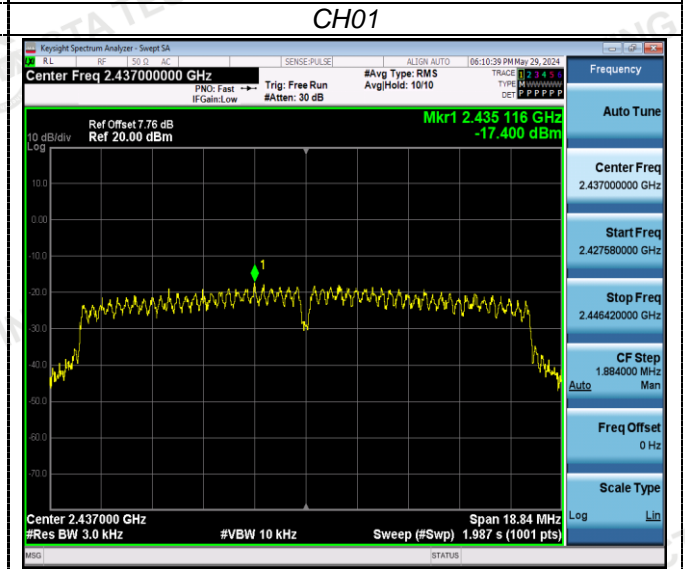 CH01
Keysight Spectrum Analyzer - Swept SA
RL RF 50 Ω AC SENSE:PULSE ALIGN AUTO 06:10:39 PM May 29, 2024
Center Freq 2.437000000 GHz
PNO: Fast
IFGain:Low
Trig: Free Run
#Atten: 30 dB
#Avg Type: RMS
Avg|Hold: 10/10
TRACE 1 2 3 4 5 6
TYPE MWWWWW
DET P P P P P P
Ref Offset 7.76 dB
10 dB/div Ref 20.00 dBm
Log
Mkr1 2.435 116 GHz
-17.400 dBm
10.0
0.00
-10.0
-20.0
-30.0
-40.0
-50.0
-60.0
-70.0
1
Center 2.437000 GHz Span 18.84 MHz
#Res BW 3.0 kHz #VBW 10 kHz Sweep (#Swp) 1.987 s (1001 pts)
MSG STATUS
Frequency
Auto Tune
Center Freq
2.437000000 GHz
Start Freq
2.427580000 GHz
Stop Freq
2.446420000 GHz
CF Step
1.884000 MHz
Auto Man
Freq Offset
0 Hz
Scale Type
Log Lin